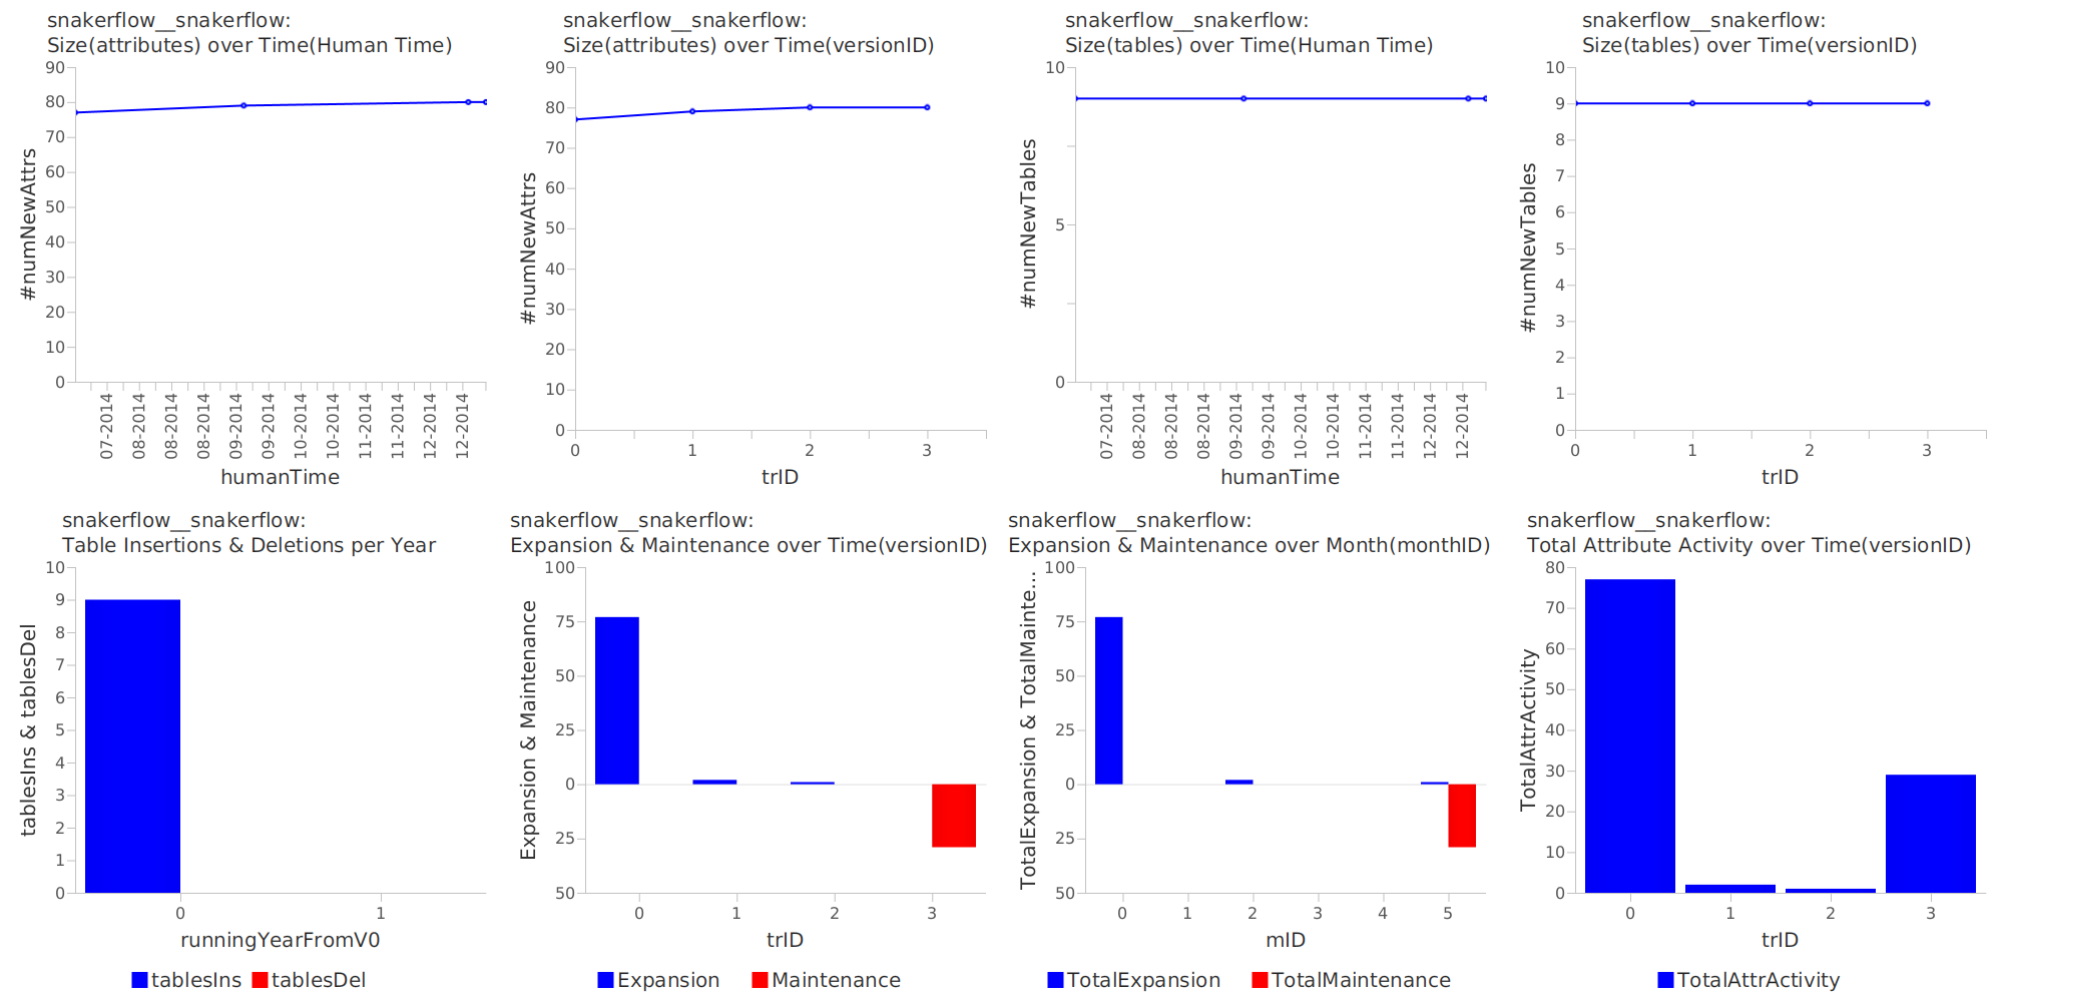 snakerflow__snakerflow:
Size(attributes) over Time(Human Time)
90
80
70
60
50
40
30
20
10
0
#numNewAttrs
07-2014
08-2014
08-2014
08-2014
09-2014
09-2014
10-2014
10-2014
11-2014
11-2014
12-2014
12-2014
humanTime
snakerflow__snakerflow:
Size(attributes) over Time(versionID)
90
80
70
60
50
40
30
20
10
0
#numNewAttrs
0 1 2 3
trID
snakerflow__snakerflow:
Size(tables) over Time(Human Time)
10
5
0
#numNewTables
07-2014
08-2014
08-2014
08-2014
09-2014
09-2014
10-2014
10-2014
11-2014
11-2014
12-2014
12-2014
humanTime
snakerflow__snakerflow:
Size(tables) over Time(versionID)
10
9
8
7
6
5
4
3
2
1
0
#numNewTables
0 1 2 3
trID
snakerflow__snakerflow:
Table Insertions & Deletions per Year
10
9
8
7
6
5
4
3
2
1
0
tablesIns & tablesDel
0 1
runningYearFromV0
tablesIns tablesDel
snakerflow__snakerflow:
Expansion & Maintenance over Time(versionID)
100
75
50
25
0
25
50
Expansion & Maintenance
0 1 2 3
trID
Expansion Maintenance
snakerflow__snakerflow:
Expansion & Maintenance over Month(monthID)
100
75
50
25
0
25
50
TotalExpansion & TotalMainte...
0 1 2 3 4 5
mID
TotalExpansion TotalMaintenance
snakerflow__snakerflow:
Total Attribute Activity over Time(versionID)
80
70
60
50
40
30
20
10
0
TotalAttrActivity
0 1 2 3
trID
TotalAttrActivity